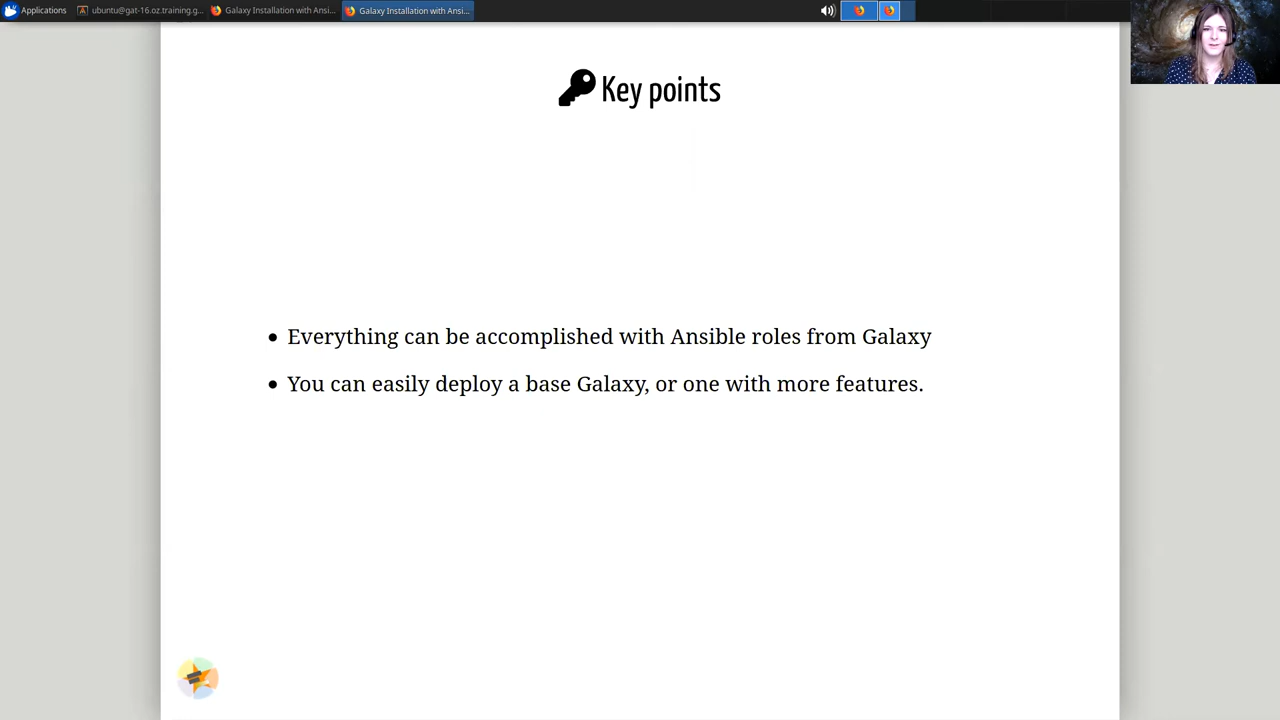 Applications
ubuntu@gat-16.oz.training.g...
Galaxy Installation with Ansi...
Galaxy Installation with Ansi...
Key points
Everything can be accomplished with Ansible roles from Galaxy
You can easily deploy a base Galaxy, or one with more features.